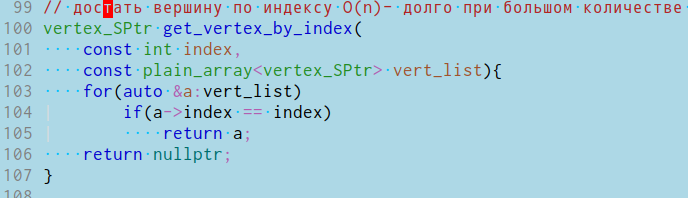 99 // достать вершину по индексу O(n)- долго при большом количестве
100 vertex_SPtr get_vertex_by_index(
101 ····const int index,
102 ····const plain_array<vertex_SPtr> vert_list){
103 ····for(auto &a:vert_list)
104 if(a->index == index)
105 ····return a;
106 ····return nullptr;
107 }
108